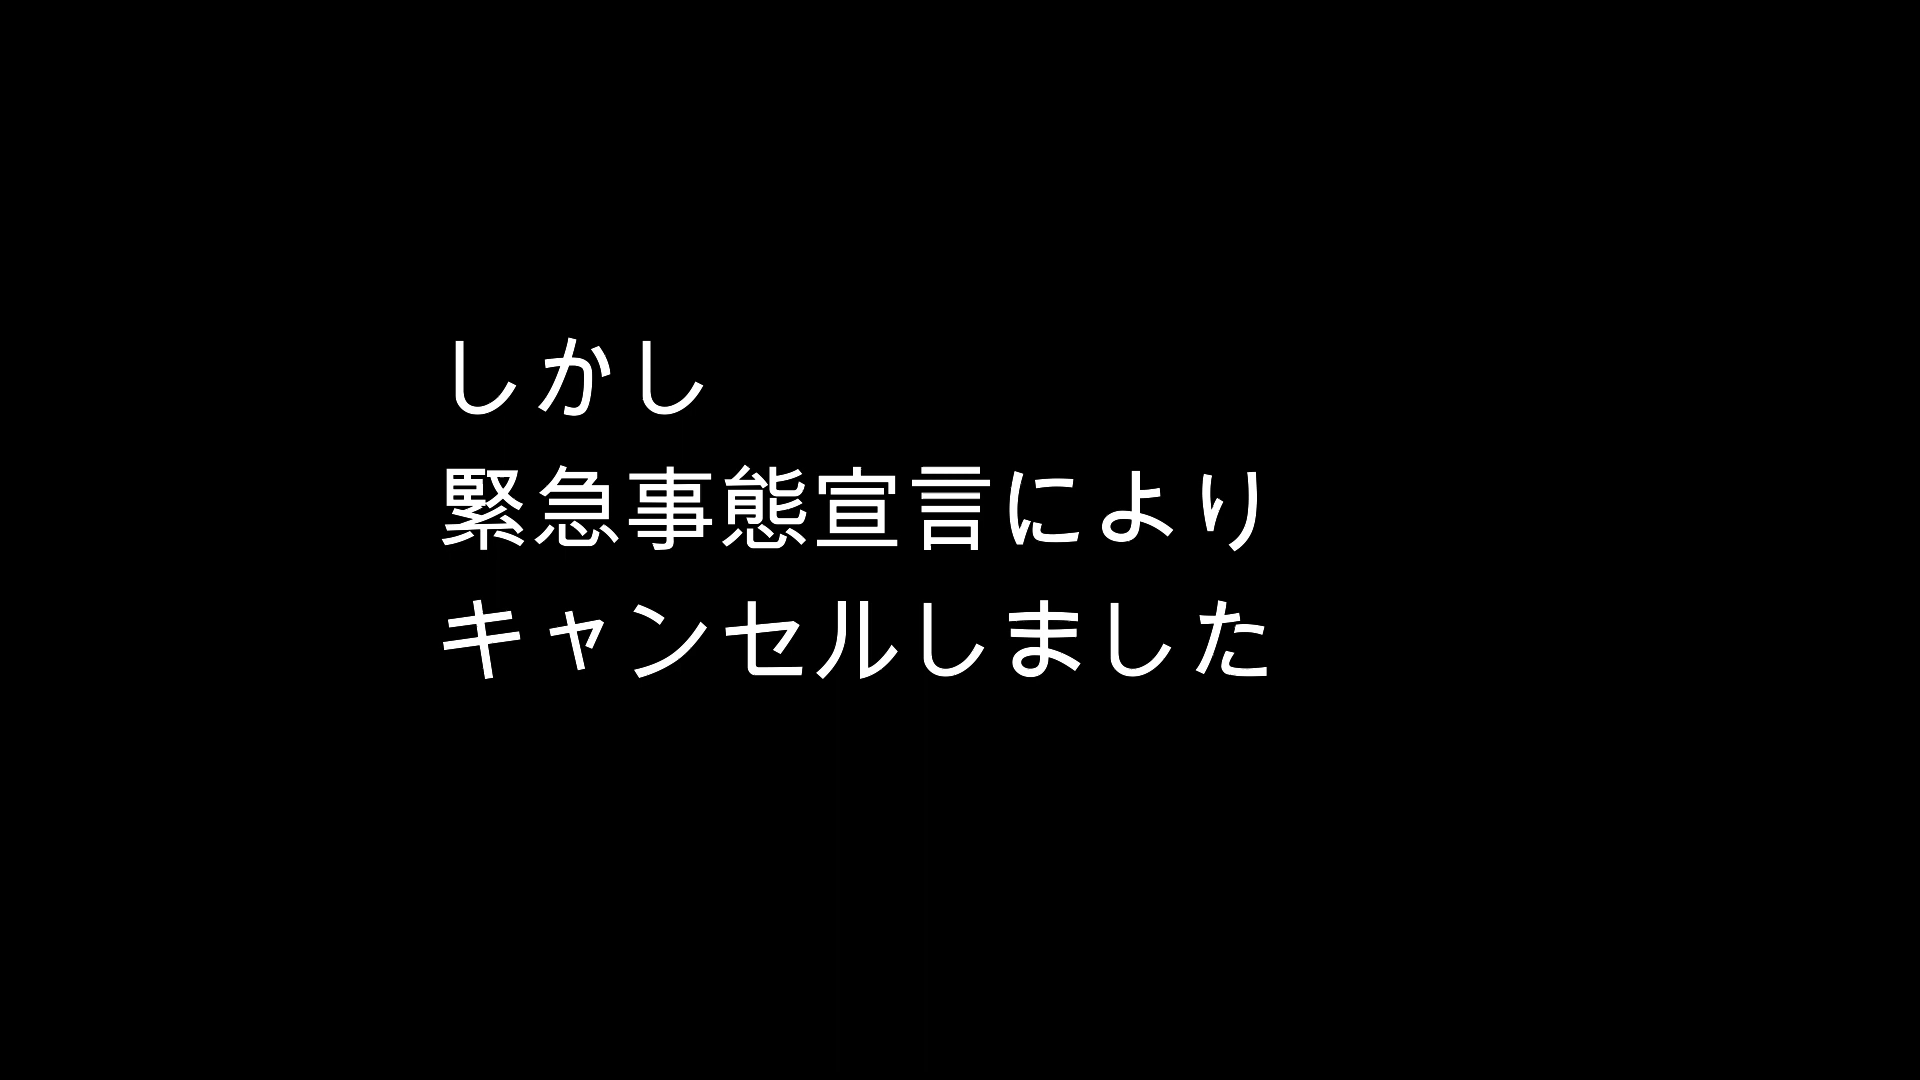 しかし
緊急事態宣言により
キャンセルしました